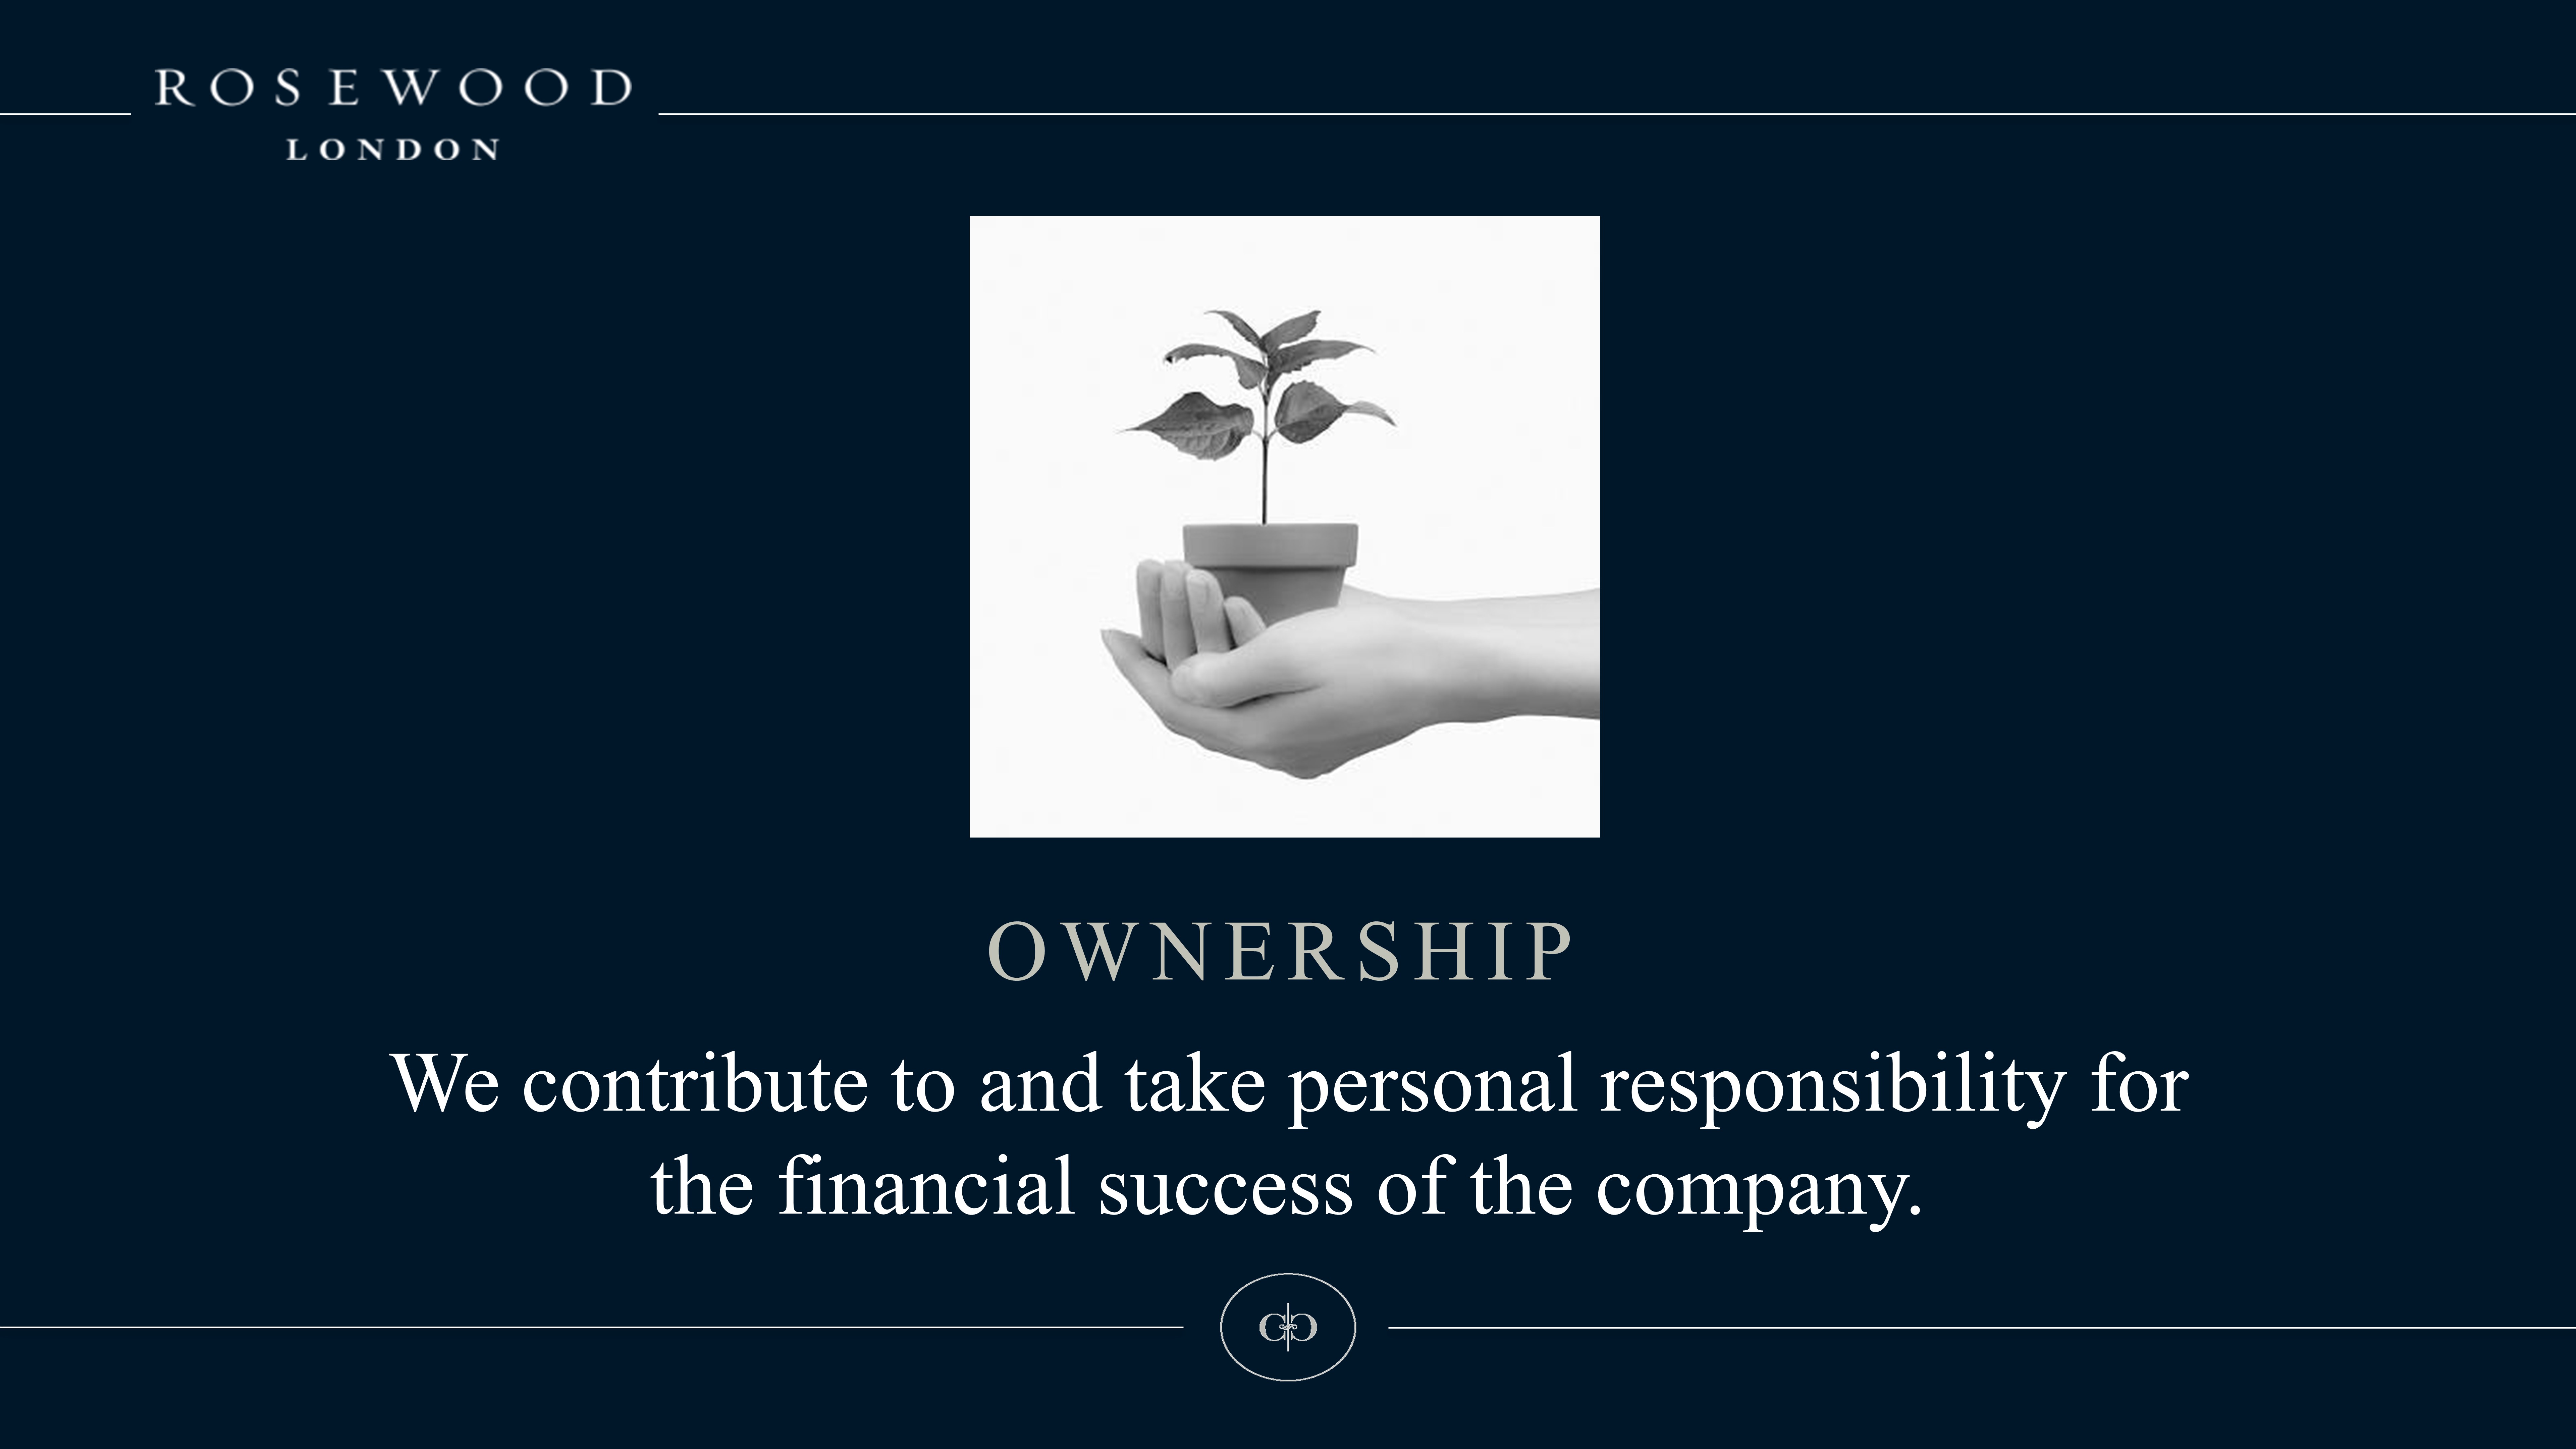 ROSEWOOD
LONDON
OWNERSHIP
We contribute to and take personal responsibility for
the financial success of the company.